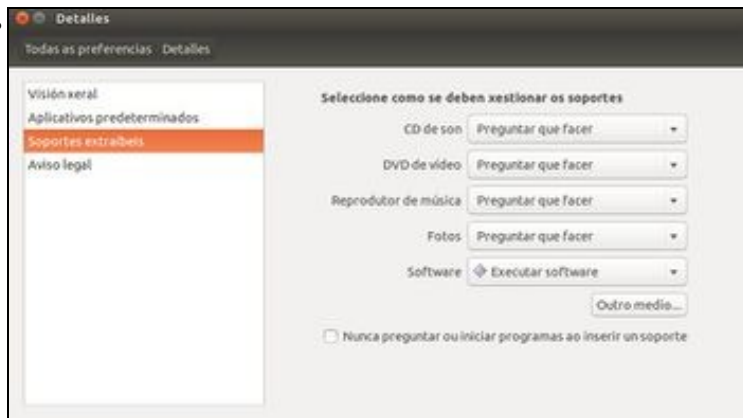 Detalles
Todas as preferencias Detalles
Visión xeral
Aplicativos predeterminados
Soportes extraíbeis
Aviso legal
Seleccione como se deben xestionar os soportes
CD de son Preguntar que facer
DVD de vídeo Preguntar que facer
Reprodutor de música Preguntar que facer
Fotos Preguntar que facer
Software Executar software
Outro medio...
Nunca preguntar ou iniciar programas ao inserir un soporte